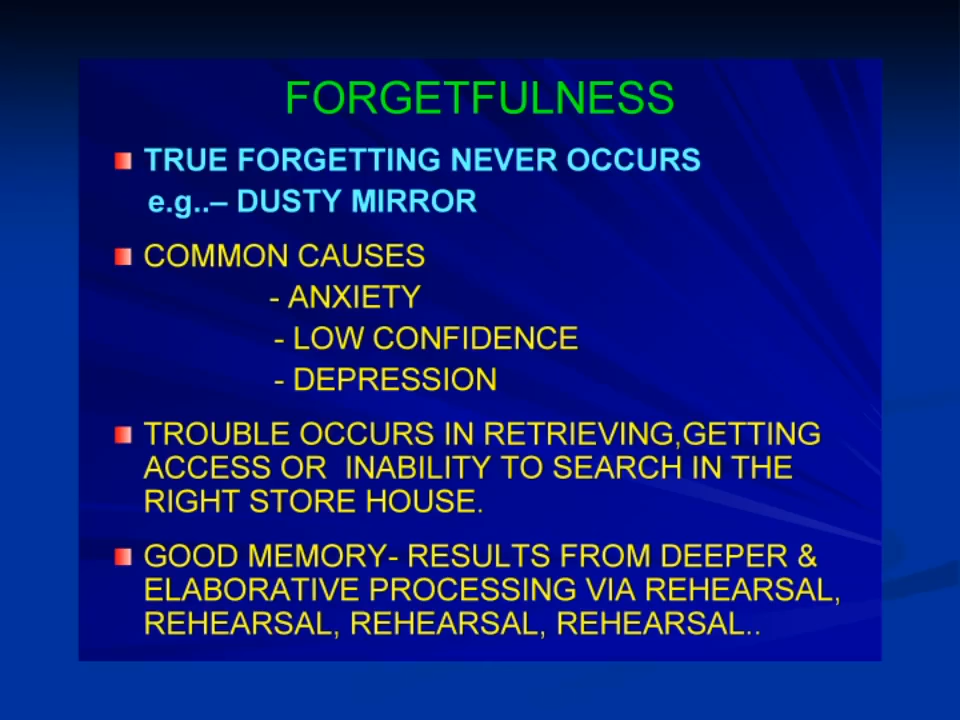 FORGETFULNESS
TRUE FORGETTING NEVER OCCURS
e.g..– DUSTY MIRROR
COMMON CAUSES
- ANXIETY
- LOW CONFIDENCE
- DEPRESSION
TROUBLE OCCURS IN RETRIEVING,GETTING
ACCESS OR  INABILITY TO SEARCH IN THE
RIGHT STORE HOUSE.
GOOD MEMORY- RESULTS FROM DEEPER &
ELABORATIVE PROCESSING VIA REHEARSAL,
REHEARSAL, REHEARSAL, REHEARSAL..